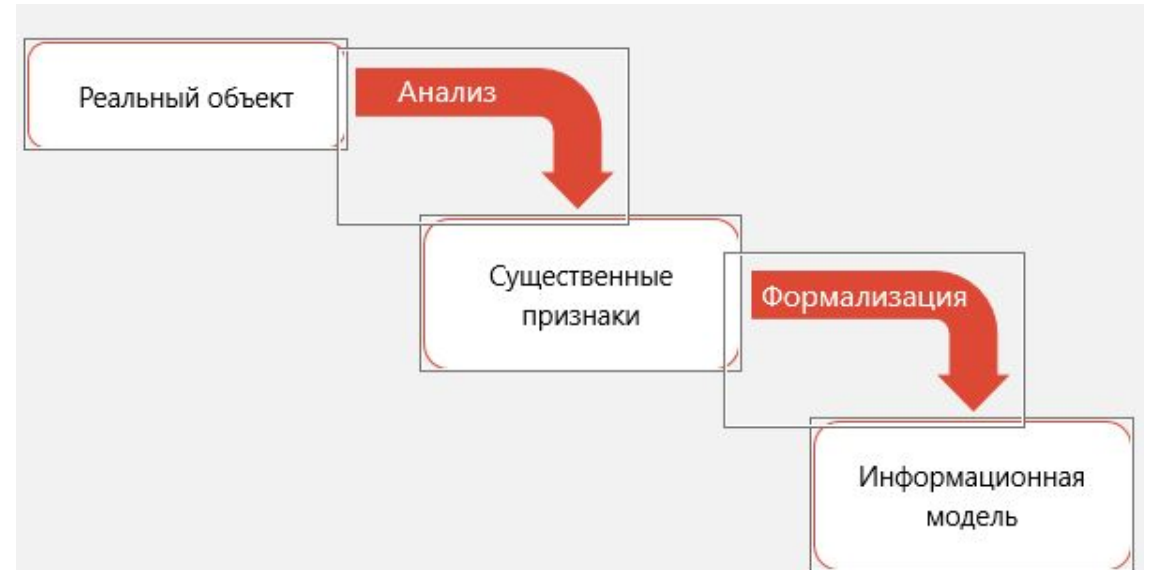 Реальный объект
Анализ
Существенные
признаки
Формализация
Информационная
модель